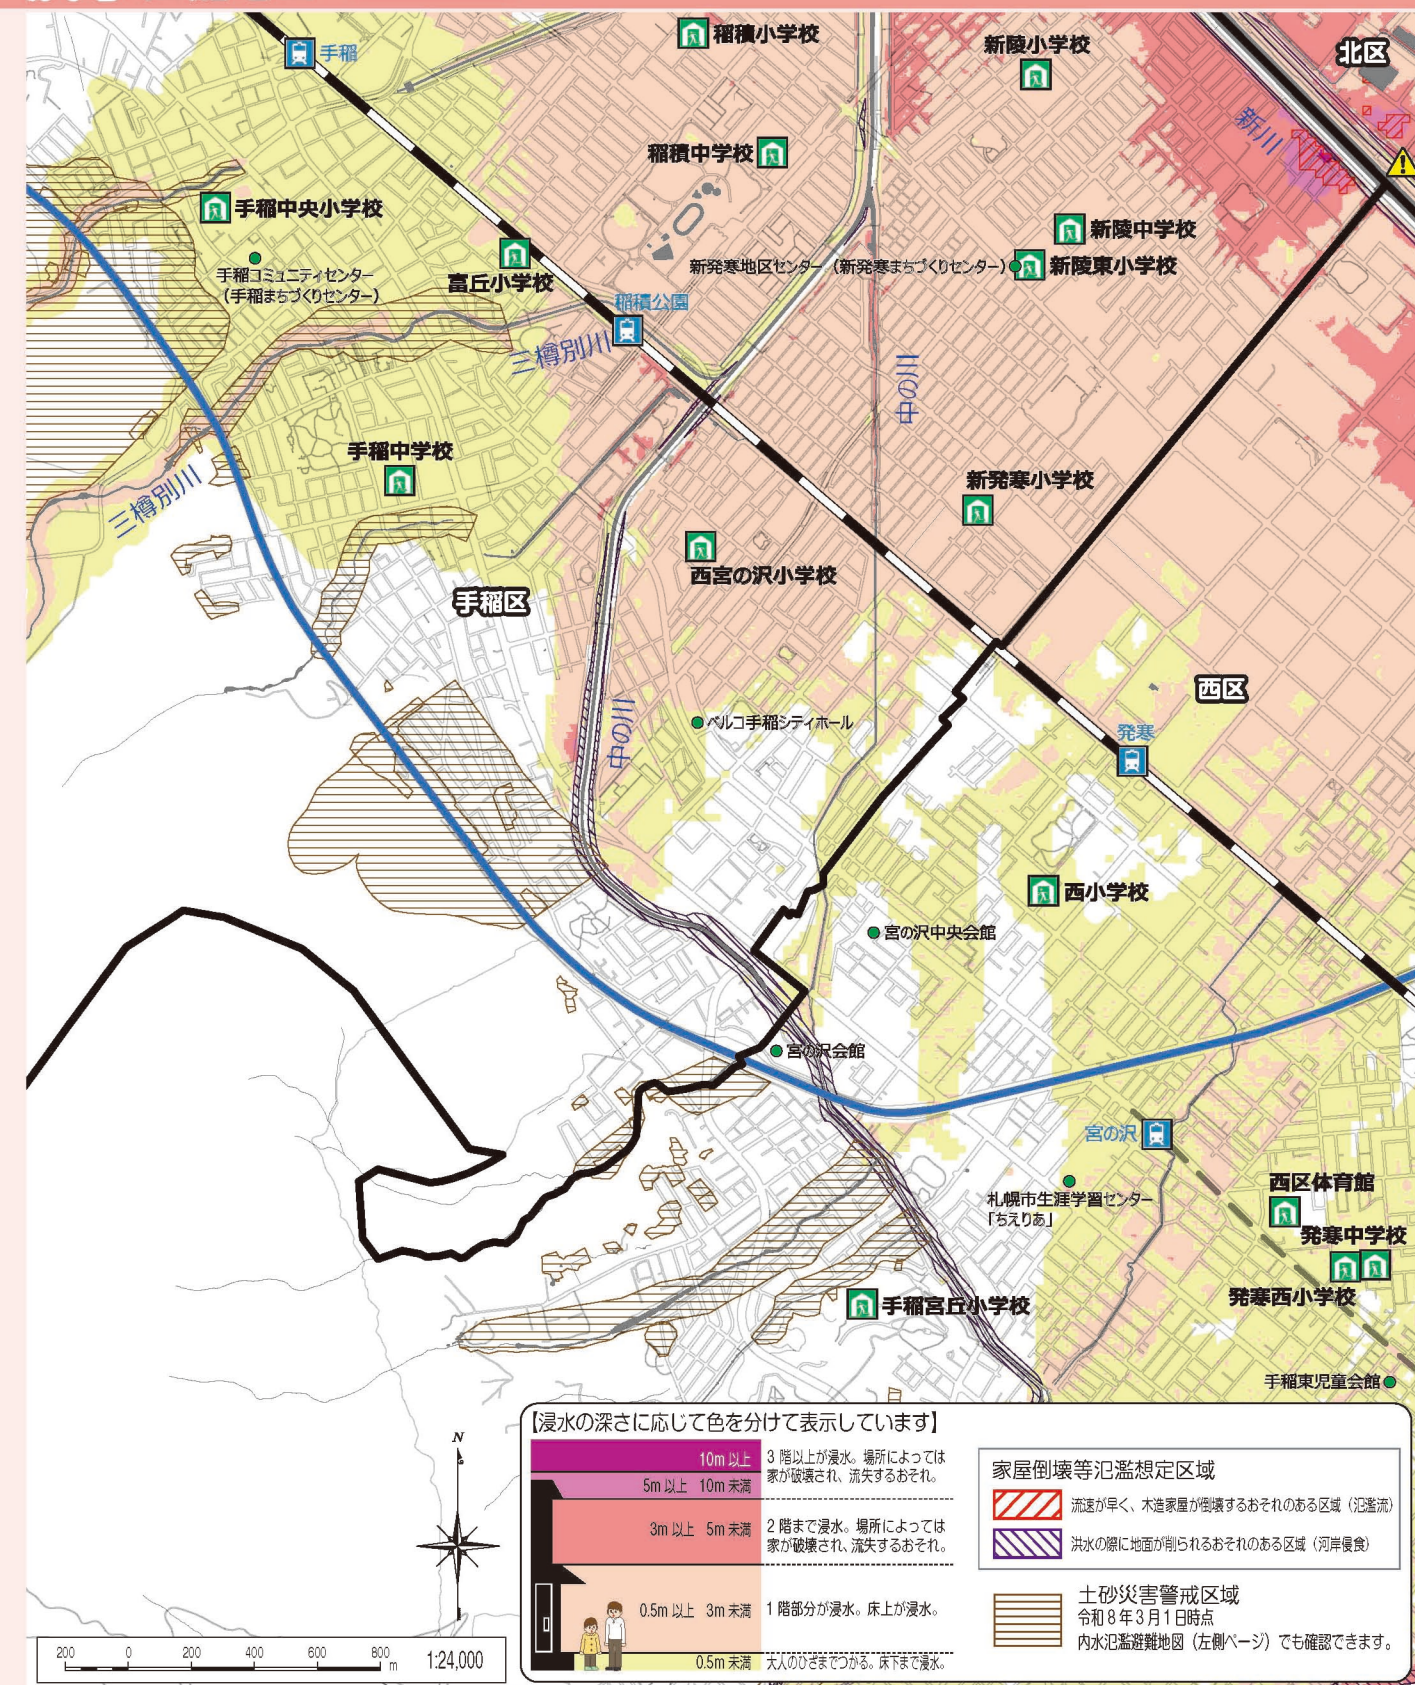 手稲
稲積小学校
新陵小学校
北区
新川
稲積中学校
手稲中央小学校
新陵中学校
手稲コミュニティセンター
（手稲まちづくりセンター）
富丘小学校
新発寒地区センター（新発寒まちづくりセンター）
新陵東小学校
稲積公園
三樽別川
中の川
手稲中学校
三樽別川
新発寒小学校
西宮の沢小学校
手稲区
西区
中の川
ベルコ手稲シティホール
発寒
西小学校
宮の沢中央会館
宮の沢会館
宮の沢
西区体育館
札幌市生涯学習センター
「ちえりあ」
発寒中学校
発寒西小学校
手稲宮丘小学校
手稲東児童会館
N
200 0 200 400 600 800 m
1:24,000
【浸水の深さに応じて色を分けて表示しています】
10m 以上
3 階以上が浸水。場所によっては
家が破壊され、流失するおそれ。
5m 以上 10m 未満
3m 以上 5m 未満
2 階まで浸水。場所によっては
家が破壊され、流失するおそれ。
0.5m 以上 3m 未満
1 階部分が浸水。床上が浸水。
0.5m 未満
大人のひざまでつかる。床下まで浸水。
家屋倒壊等氾濫想定区域
流速が早く、木造家屋が倒壊するおそれのある区域（氾濫流）
洪水の際に地面が削られるおそれのある区域（河岸侵食）
土砂災害警戒区域
令和８年３月１日時点
内水氾濫避難地図（左側ページ）でも確認できます。